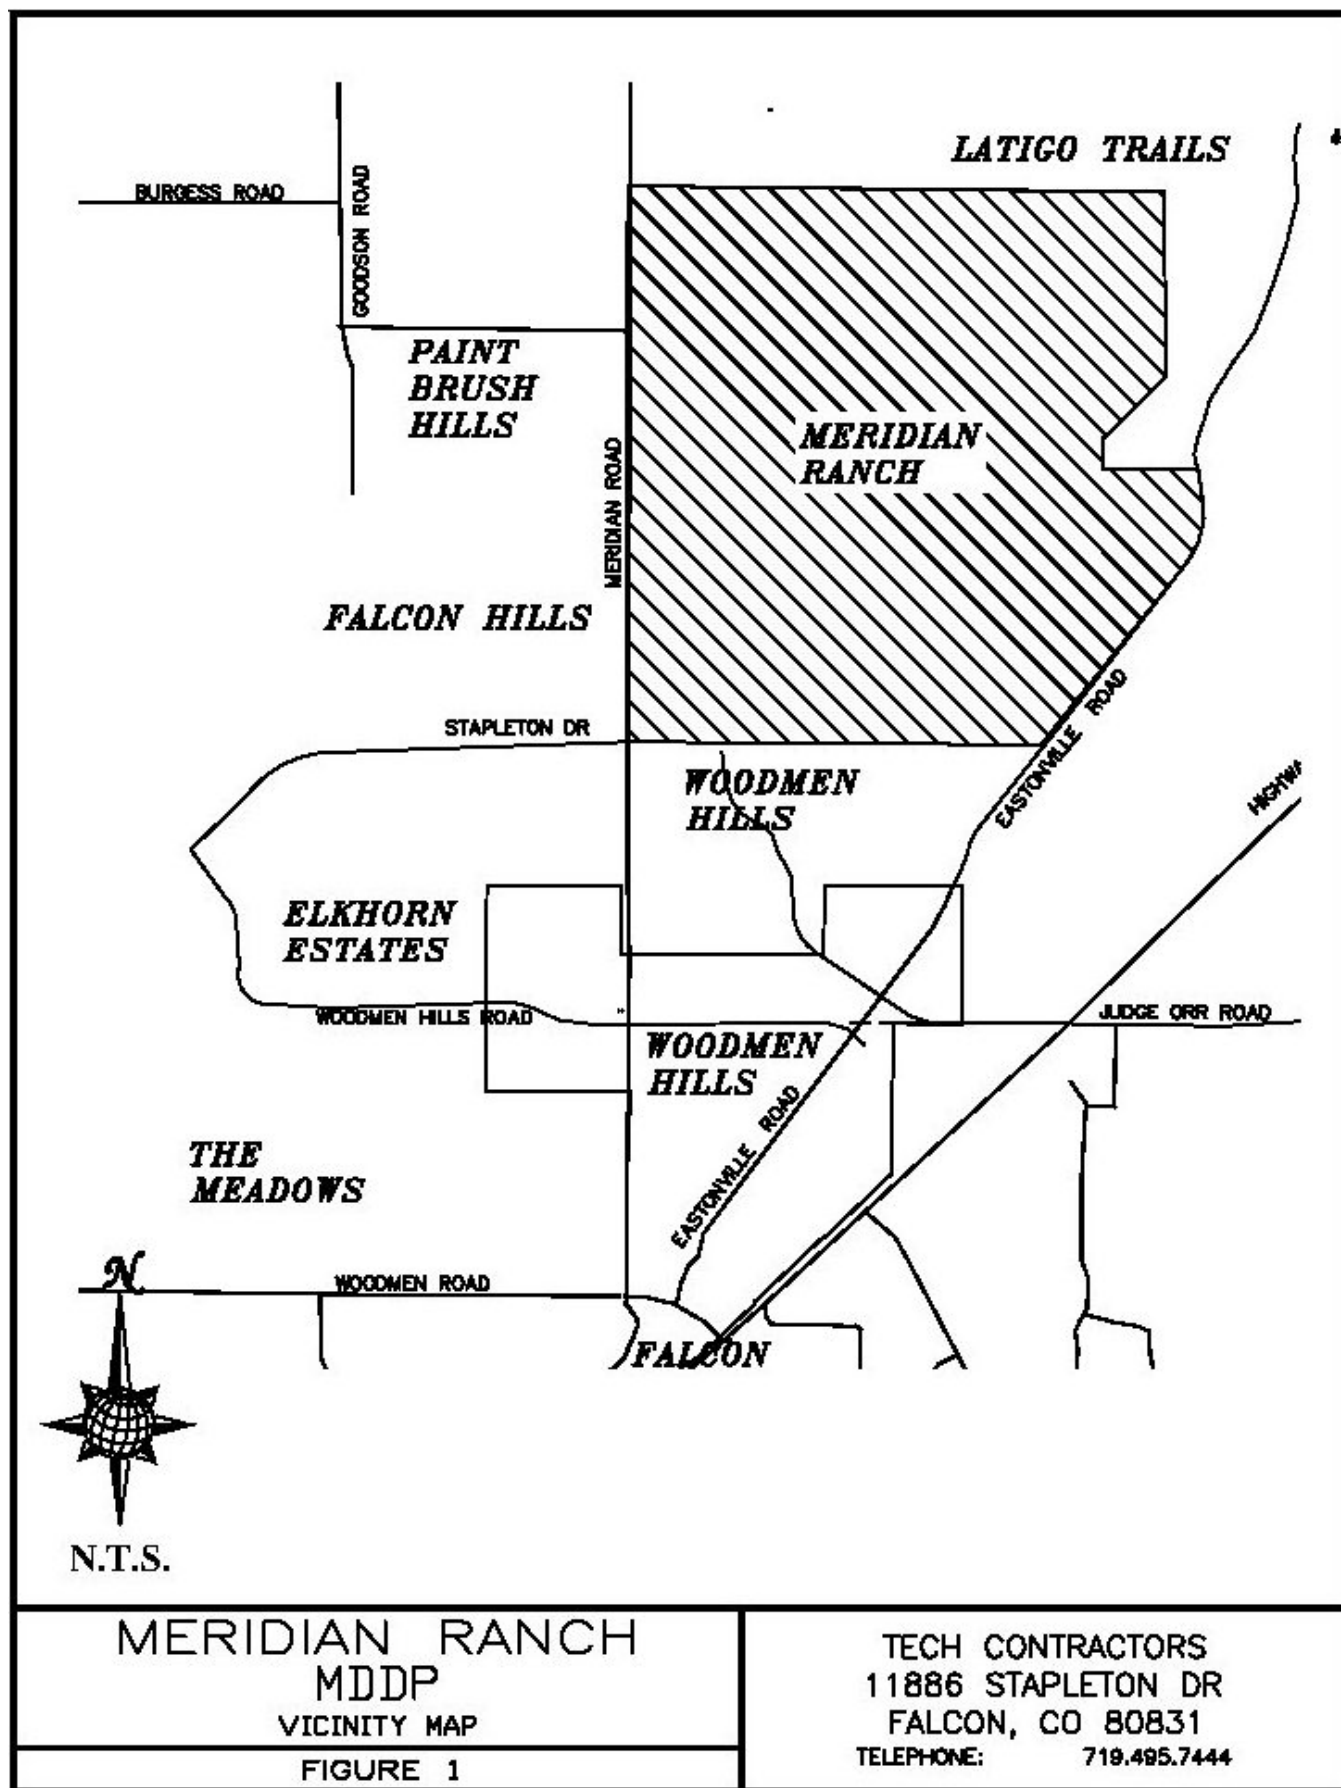 LATIGO TRAILS
BURGESS ROAD
GOODSON ROAD
PAINT
BRUSH
HILLS
MERIDIAN
RANCH
MERIDIAN ROAD
FALCON HILLS
STAPLETON DR
EASTONVILLE ROAD
WOODMEN
HILLS
ELKHORN
ESTATES
WOODMEN HILLS ROAD
JUDGE ORR ROAD
WOODMEN
HILLS
EASTONVILLE ROAD
THE
MEADOWS
N
WOODMEN ROAD
FALCON
N.T.S.
MERIDIAN RANCH
MDDP
VICINITY MAP
FIGURE 1
TECH CONTRACTORS
11886 STAPLETON DR
FALCON, CO 80831
TELEPHONE: 719.495.7444